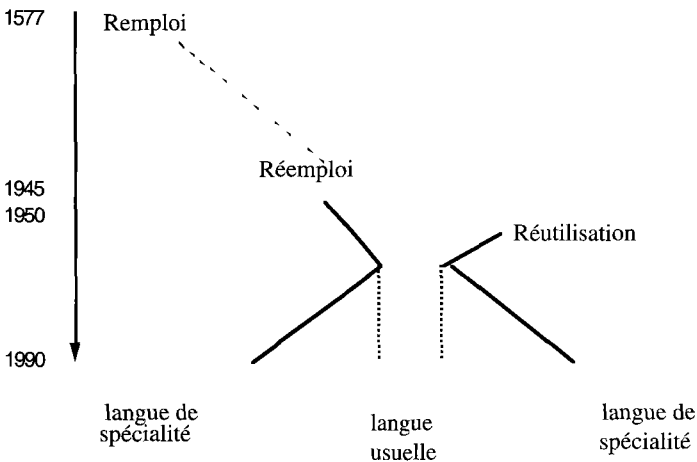 1577
Remploi
Réemploi
1945
1950
Réutilisation
1990
langue de
spécialité
langue
usuelle
langue de
spécialité